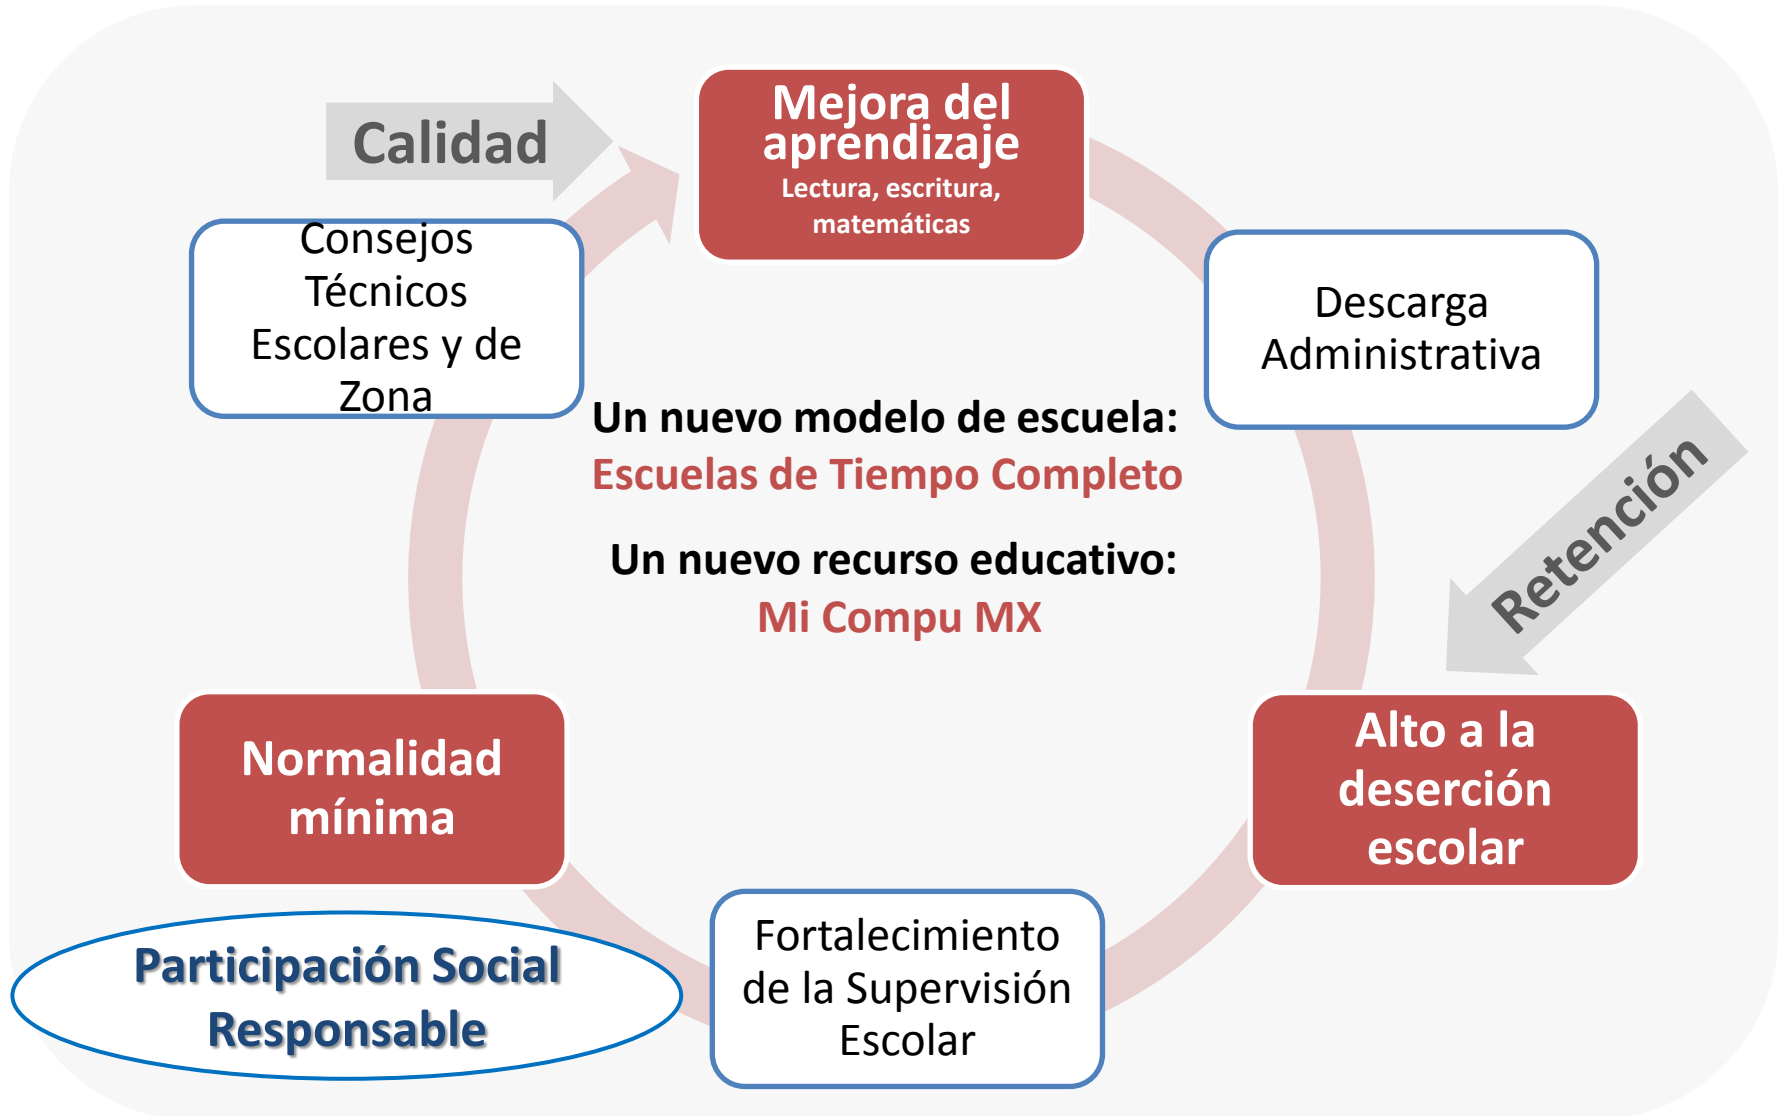 Calidad
Mejora del
aprendizaje
Lectura, escritura,
matemáticas
Consejos
Técnicos
Escolares y de
Zona
Descarga
Administrativa
Un nuevo modelo de escuela:
Escuelas de Tiempo Completo
Un nuevo recurso educativo:
Mi Compu MX
Retención
Normalidad
mínima
Alto a la
deserción
escolar
Participación Social
Responsable
Fortalecimiento
de la Supervisión
Escolar